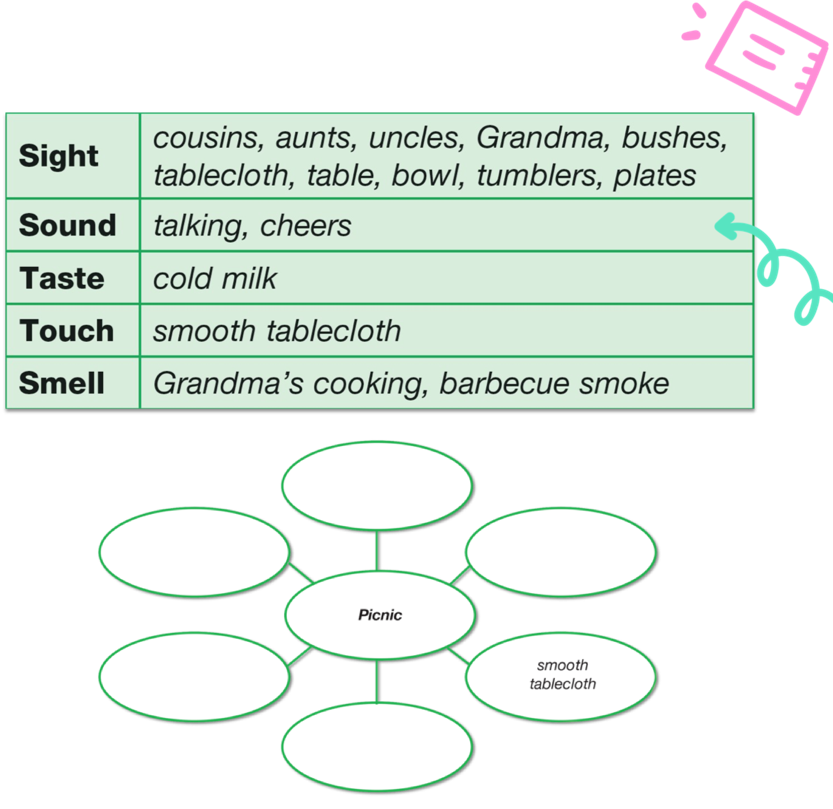 Sight
cousins, aunts, uncles, Grandma, bushes,
tablecloth, table, bowl, tumblers, plates
Sound
talking, cheers
Taste
cold milk
Touch
smooth tablecloth
Smell
Grandma’s cooking, barbecue smoke
Picnic
smooth
tablecloth